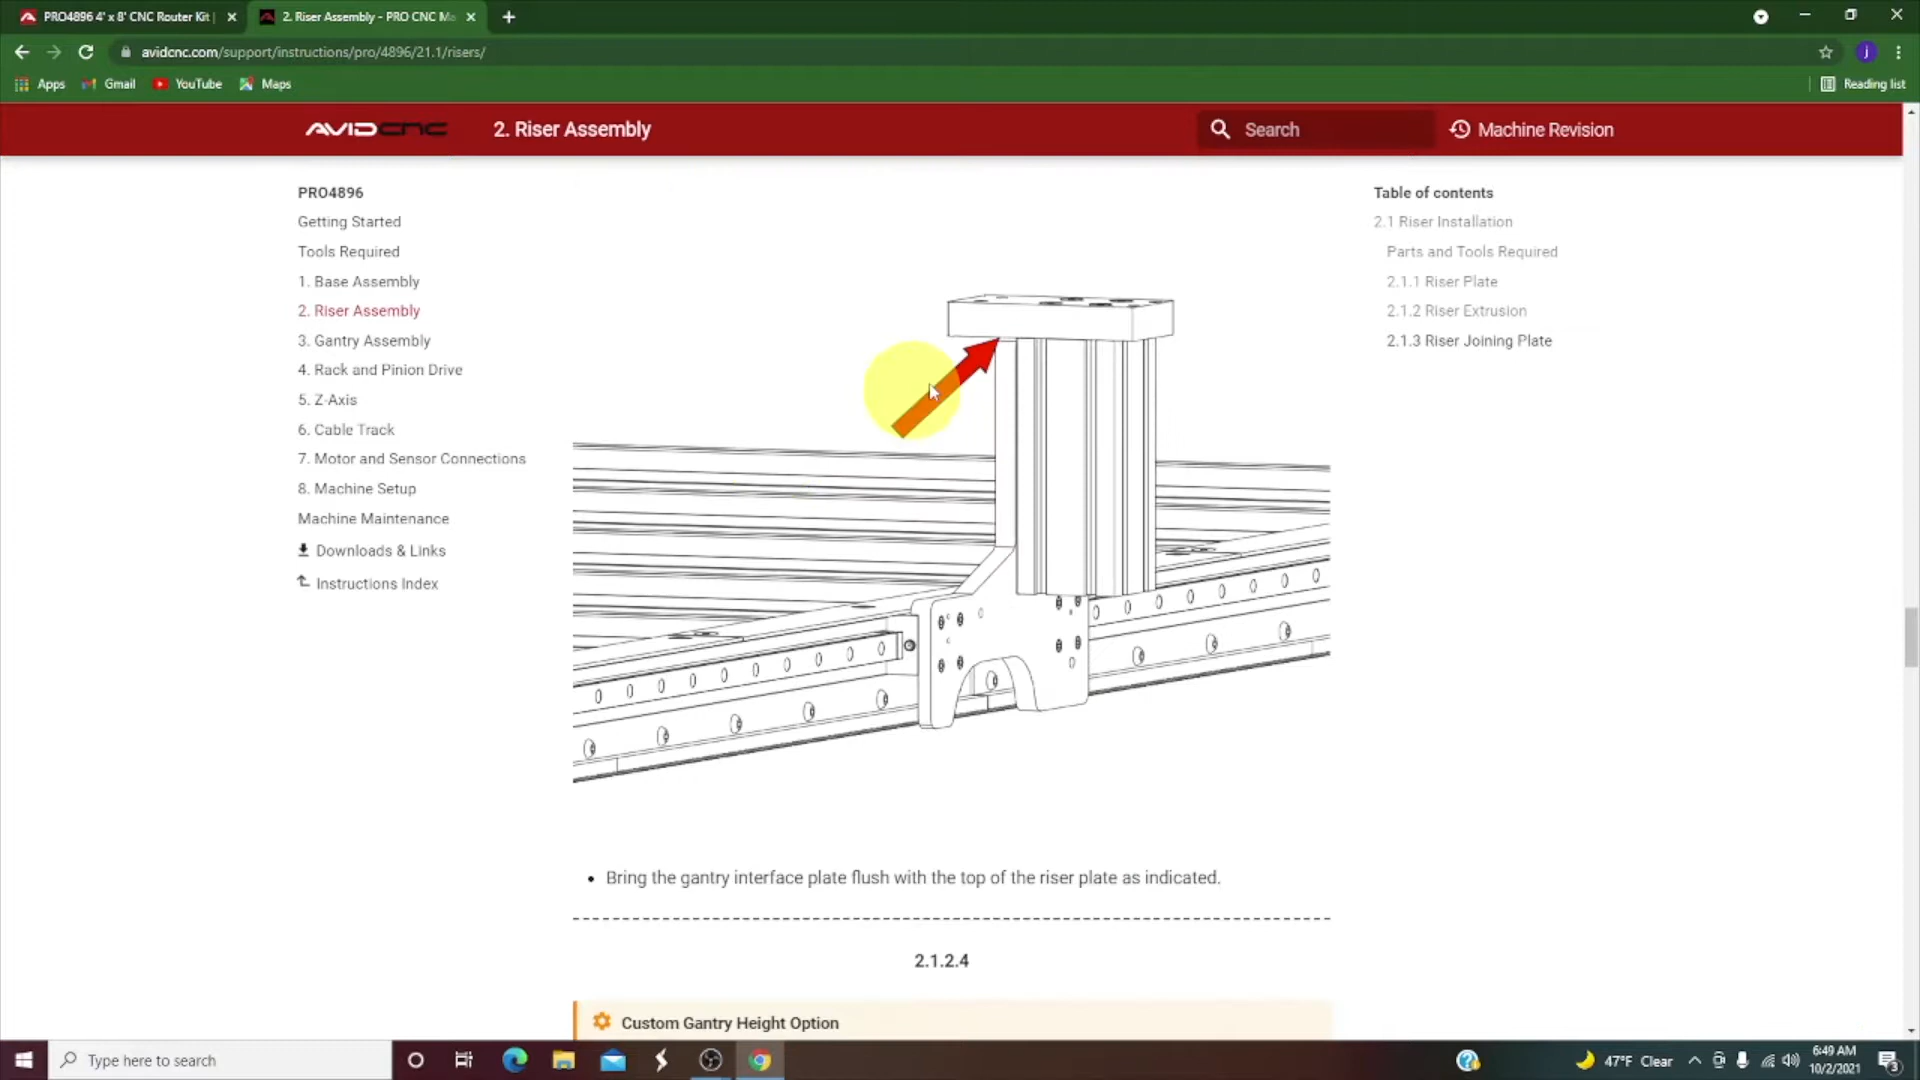 PRO4896 4' x 8' CNC Router Kit |
2. Riser Assembly - PRO CNC Ma
avidcnc.com/support/instructions/pro/4896/21.1/risers/
j
Apps
Gmail
YouTube
Maps
Reading list
AVIDCNC
2. Riser Assembly
Search
Machine Revision
PRO4896
Getting Started
Tools Required
1. Base Assembly
2. Riser Assembly
3. Gantry Assembly
4. Rack and Pinion Drive
5. Z-Axis
6. Cable Track
7. Motor and Sensor Connections
8. Machine Setup
Machine Maintenance
Downloads & Links
Instructions Index
Table of contents
2.1 Riser Installation
Parts and Tools Required
2.1.1 Riser Plate
2.1.2 Riser Extrusion
2.1.3 Riser Joining Plate
Bring the gantry interface plate flush with the top of the riser plate as indicated.
2.1.2.4
Custom Gantry Height Option
Type here to search
47°F Clear
6:49 AM
10/2/2021
3